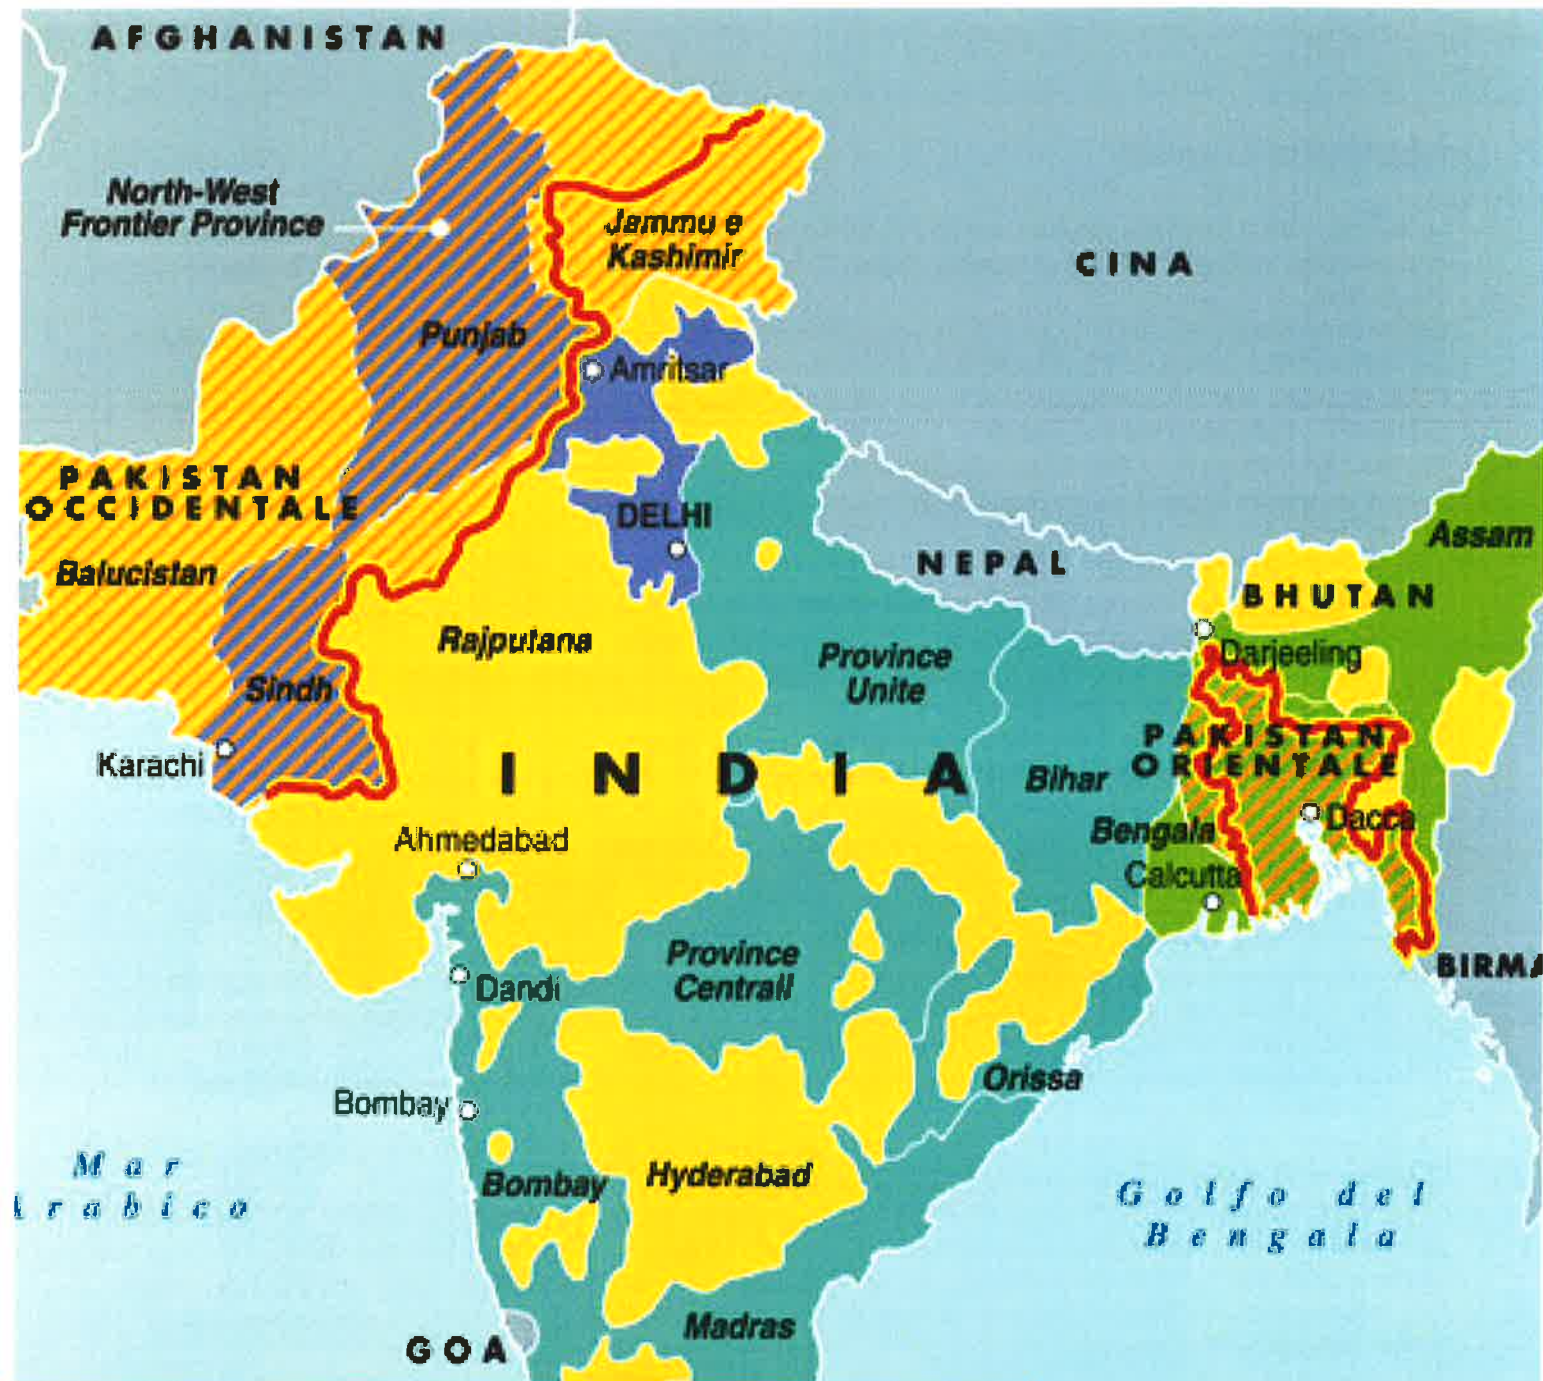 AFGHANISTAN
North-West
Frontier Province
Jammu e
Kashimir
CINA
Punjab
Amritsar
PAKISTAN
OCCIDENTALE
DELHI
Assam
Balucistan
NEPAL
BHUTAN
Rajputana
Darjeeling
Province
Unite
Sindh
PAKISTAN
ORIENTALE
Karachi
INDIA
Bihar
Ahmedabad
Bengala
Dacca
Calcutta
Province
Centrali
Dandi
BIRMA
Orissa
Bombay
Mar
Arabico
Bombay
Hyderabad
Golfo del
Bengala
Madras
GOA